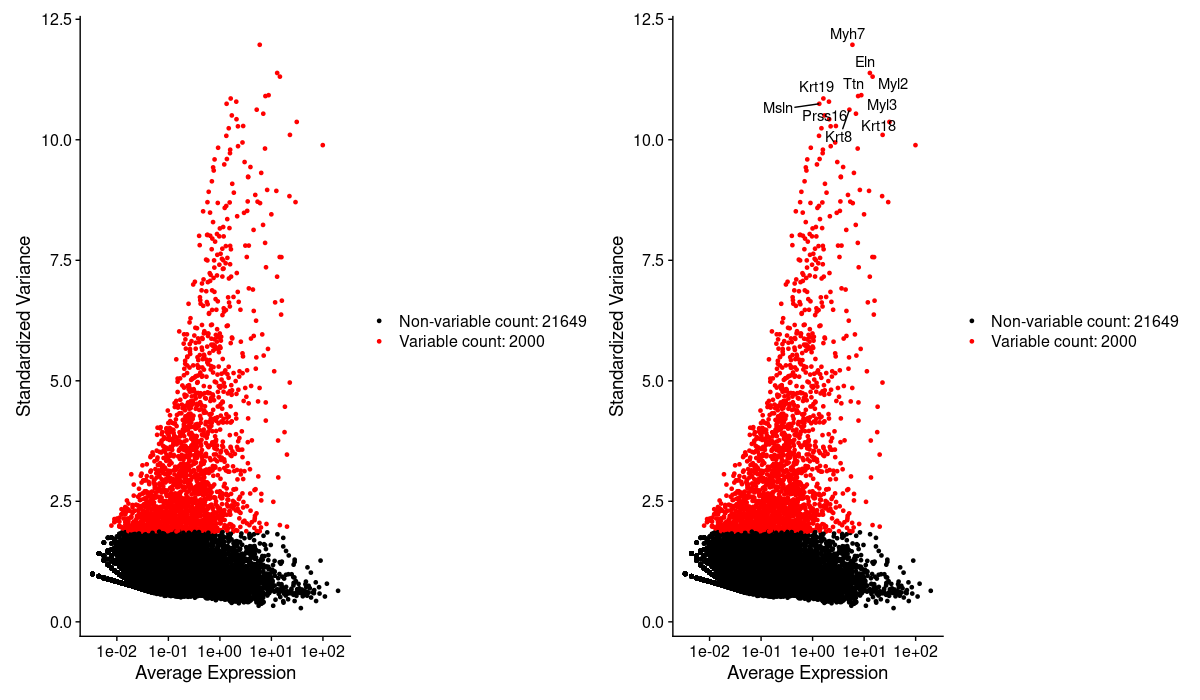 12.5
10.0
7.5
5.0
2.5
0.0
Standardized Variance
1e-02 1e-01 1e+00 1e+01 1e+02
Average Expression
Non-variable count: 21649
Variable count: 2000
12.5
10.0
7.5
5.0
2.5
0.0
Standardized Variance
Myh7
Eln
Krt19
Ttn
Myl2
Msln
Myl3
Prss16
Krt18
Krt8
1e-02 1e-01 1e+00 1e+01 1e+02
Average Expression
Non-variable count: 21649
Variable count: 2000